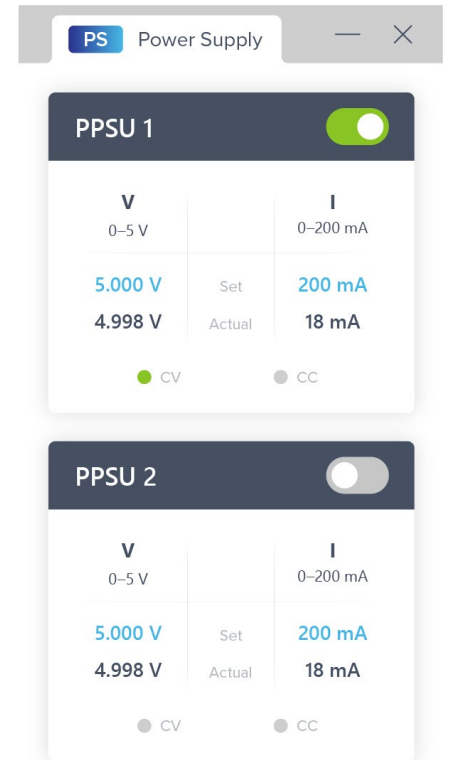 PS Power Supply
PPSU 1
V I
0–5 V 0–200 mA
5.000 V Set 200 mA
4.998 V Actual 18 mA
CV CC
PPSU 2
V I
0–5 V 0–200 mA
5.000 V Set 200 mA
4.998 V Actual 18 mA
CV CC